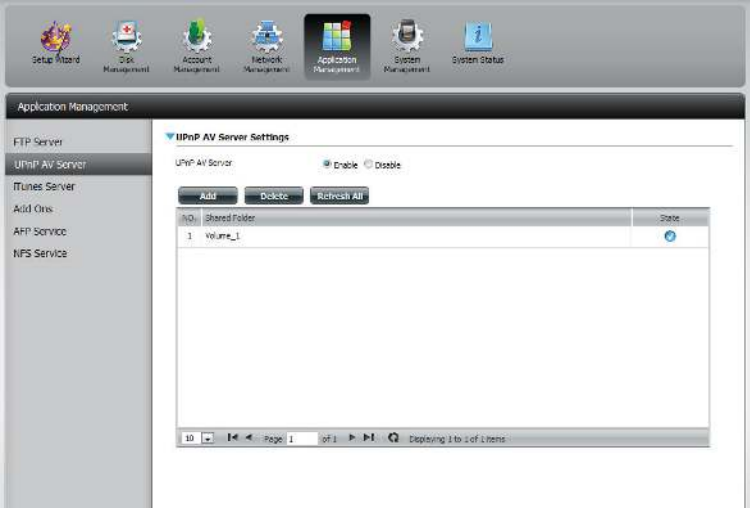 Setup Wizard
Disk Management
Account Management
Network Management
Application Management
System Management
System Status
Application Management
FTP Server
UPnP AV Server
iTunes Server
Add Ons
AFP Service
NFS Service
UPnP AV Server Settings
UPnP AV Server Enable Disable
Add Delete Refresh All
NO. Shared Folder State
1 Volume_1
10 Page 1 of 1 Displaying 1 to 1 of 1 items